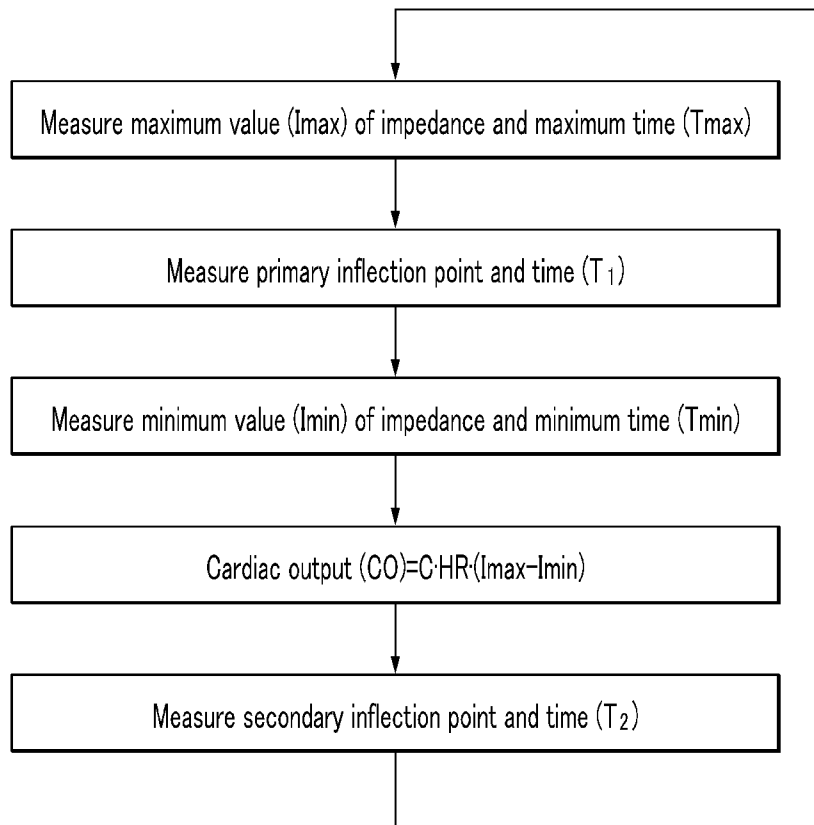 Measure maximum value (Imax) of impedance and maximum time (Tmax)
Measure primary inflection point and time (T₁)
Measure minimum value (Imin) of impedance and minimum time (Tmin)
Cardiac output (CO)=C·HR·(Imax-Imin)
Measure secondary inflection point and time (T₂)